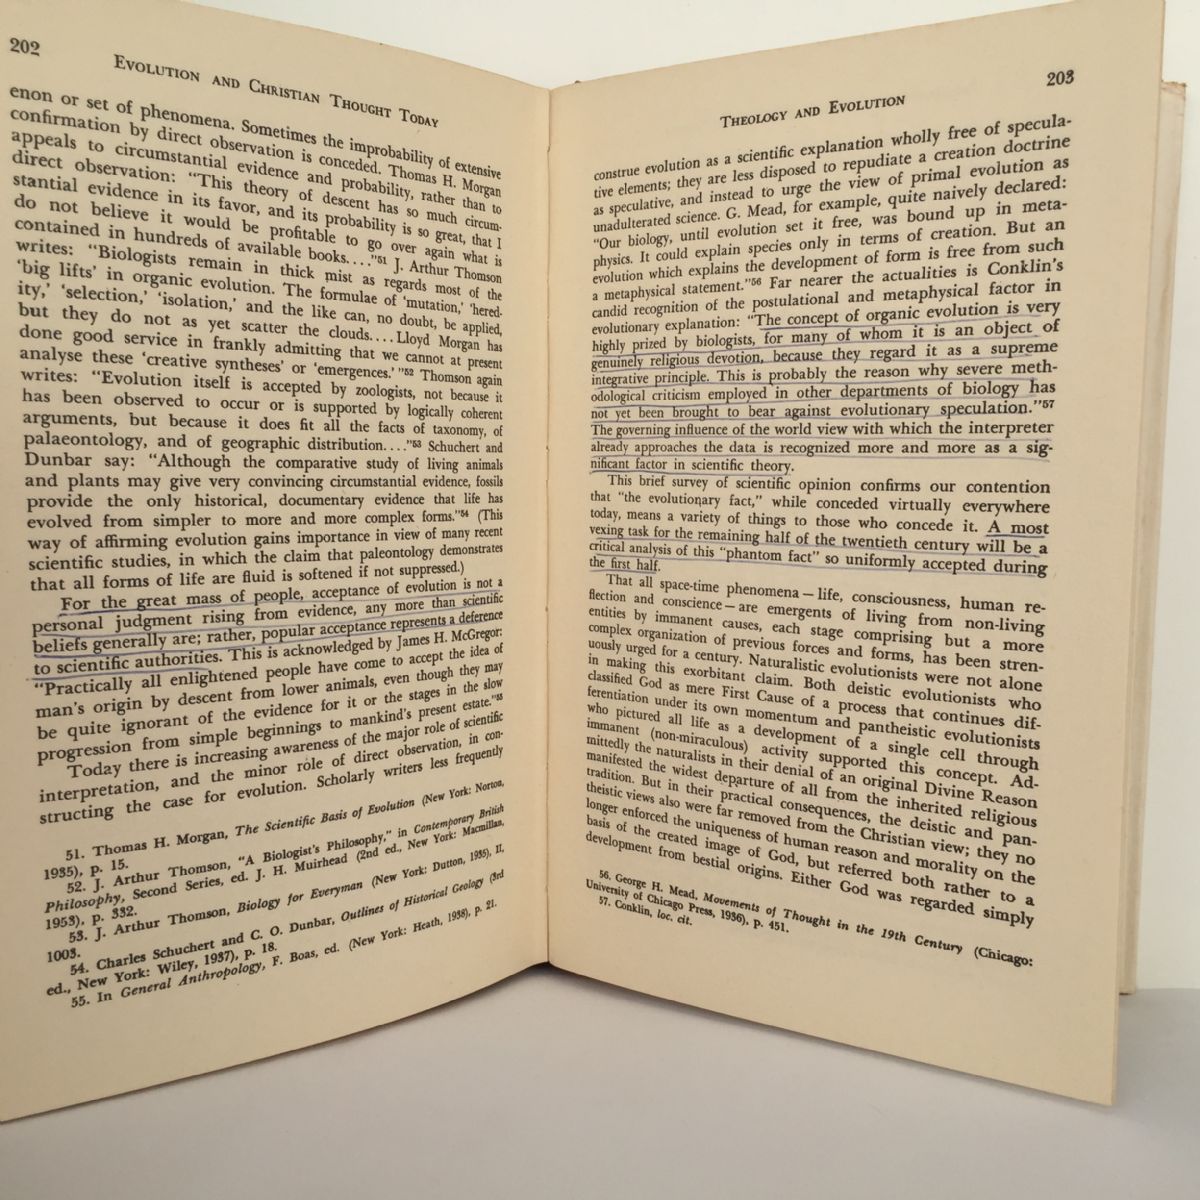 202
Evolution and Christian Thought Today
enon or set of phenomena. Sometimes the improbability of extensive
confirmation by direct observation is conceded. Thomas H. Morgan
appeals to circumstantial evidence and probability, rather than to
direct observation: "This theory of descent has so much circum-
stantial evidence in its favor, and its probability is so great, that I
do not believe it would be profitable to go over again what is
contained in hundreds of available books...."51 J. Arthur Thomson
writes: "Biologists remain in thick mist as regards most of the
'big lifts' in organic evolution. The formulae of 'mutation,' 'hered-
ity,' 'selection,' 'isolation,' and the like can, no doubt, be applied,
but they do not as yet scatter the clouds.... Lloyd Morgan has
done good service in frankly admitting that we cannot at present
analyse these 'creative syntheses' or 'emergences.' "52 Thomson again
writes: "Evolution itself is accepted by zoologists, not because it
has been observed to occur or is supported by logically coherent
arguments, but because it does fit all the facts of taxonomy, of
palaeontology, and of geographic distribution...."53 Schuchert and
Dunbar say: "Although the comparative study of living animals
and plants may give very convincing circumstantial evidence, fossils
provide the only historical, documentary evidence that life has
evolved from simpler to more and more complex forms."54 (This
way of affirming evolution gains importance in view of many recent
scientific studies, in which the claim that paleontology demonstrates
that all forms of life are fluid is softened if not suppressed.)
For the great mass of people, acceptance of evolution is not a
personal judgment rising from evidence, any more than scientific
beliefs generally are; rather, popular acceptance represents a deference
to scientific authorities. This is acknowledged by James H. McGregor:
"Practically all enlightened people have come to accept the idea of
man's origin by descent from lower animals, even though they may
be quite ignorant of the evidence for it or the stages in the slow
progression from simple beginnings to mankind's present estate."55
Today there is increasing awareness of the major role of scientific
interpretation, and the minor rôle of direct observation, in con-
structing the case for evolution. Scholarly writers less frequently
51. Thomas H. Morgan, The Scientific Basis of Evolution (New York: Norton,
1935), p. 15.
52. J. Arthur Thomson, "A Biologist's Philosophy," in Contemporary British
Philosophy, Second Series, ed. J. H. Muirhead (2nd ed., New York: Macmillan,
1953), p. 332.
53. J. Arthur Thomson, Biology for Everyman (New York: Dutton, 1935), II,
1003.
54. Charles Schuchert and C. O. Dunbar, Outlines of Historical Geology (3rd
ed., New York: Wiley, 1937), p. 18.
55. In General Anthropology, F. Boas, ed. (New York: Heath, 1938), p. 21.
Theology and Evolution
203
construe evolution as a scientific explanation wholly free of specula-
tive elements; they are less disposed to repudiate a creation doctrine
as speculative, and instead to urge the view of primal evolution as
unadulterated science. G. Mead, for example, quite naively declared:
"Our biology, until evolution set it free, was bound up in meta-
physics. It could explain species only in terms of creation. But an
evolution which explains the development of form is free from such
a metaphysical statement."56 Far nearer the actualities is Conklin's
candid recognition of the postulational and metaphysical factor in
evolutionary explanation: "The concept of organic evolution is very
highly prized by biologists, for many of whom it is an object of
genuinely religious devotion, because they regard it as a supreme
integrative principle. This is probably the reason why severe meth-
odological criticism employed in other departments of biology has
not yet been brought to bear against evolutionary speculation."57
The governing influence of the world view with which the interpreter
already approaches the data is recognized more and more as a sig-
nificant factor in scientific theory.
This brief survey of scientific opinion confirms our contention
that "the evolutionary fact," while conceded virtually everywhere
today, means a variety of things to those who concede it. A most
vexing task for the remaining half of the twentieth century will be a
critical analysis of this "phantom fact" so uniformly accepted during
the first half.
That all space-time phenomena — life, consciousness, human re-
flection and conscience — are emergents of living from non-living
entities by immanent causes, each stage comprising but a more
complex organization of previous forces and forms, has been stren-
uously urged for a century. Naturalistic evolutionists were not alone
in making this exorbitant claim. Both deistic evolutionists who
classified God as mere First Cause of a process that continues dif-
ferentiation under its own momentum and pantheistic evolutionists
who pictured all life as a development of a single cell through
immanent (non-miraculous) activity supported this concept. Ad-
mittedly the naturalists in their denial of an original Divine Reason
manifested the widest departure of all from the inherited religious
tradition. But in their practical consequences, the deistic and pan-
theistic views also were far removed from the Christian view; they no
longer enforced the uniqueness of human reason and morality on the
basis of the created image of God, but referred both rather to a
development from bestial origins. Either God was regarded simply
56. George H. Mead, Movements of Thought in the 19th Century (Chicago:
University of Chicago Press, 1936), p. 451.
57. Conklin, loc. cit.